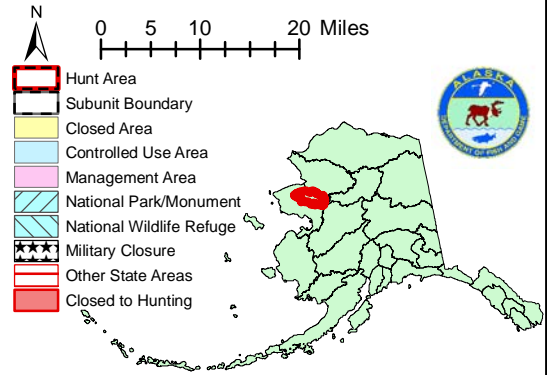 N
0 5 10 20 Miles
Hunt Area
Subunit Boundary
Closed Area
Controlled Use Area
Management Area
National Park/Monument
National Wildlife Refuge
Military Closure
Other State Areas
Closed to Hunting
ALASKA
DEPARTMENT OF FISH AND GAME